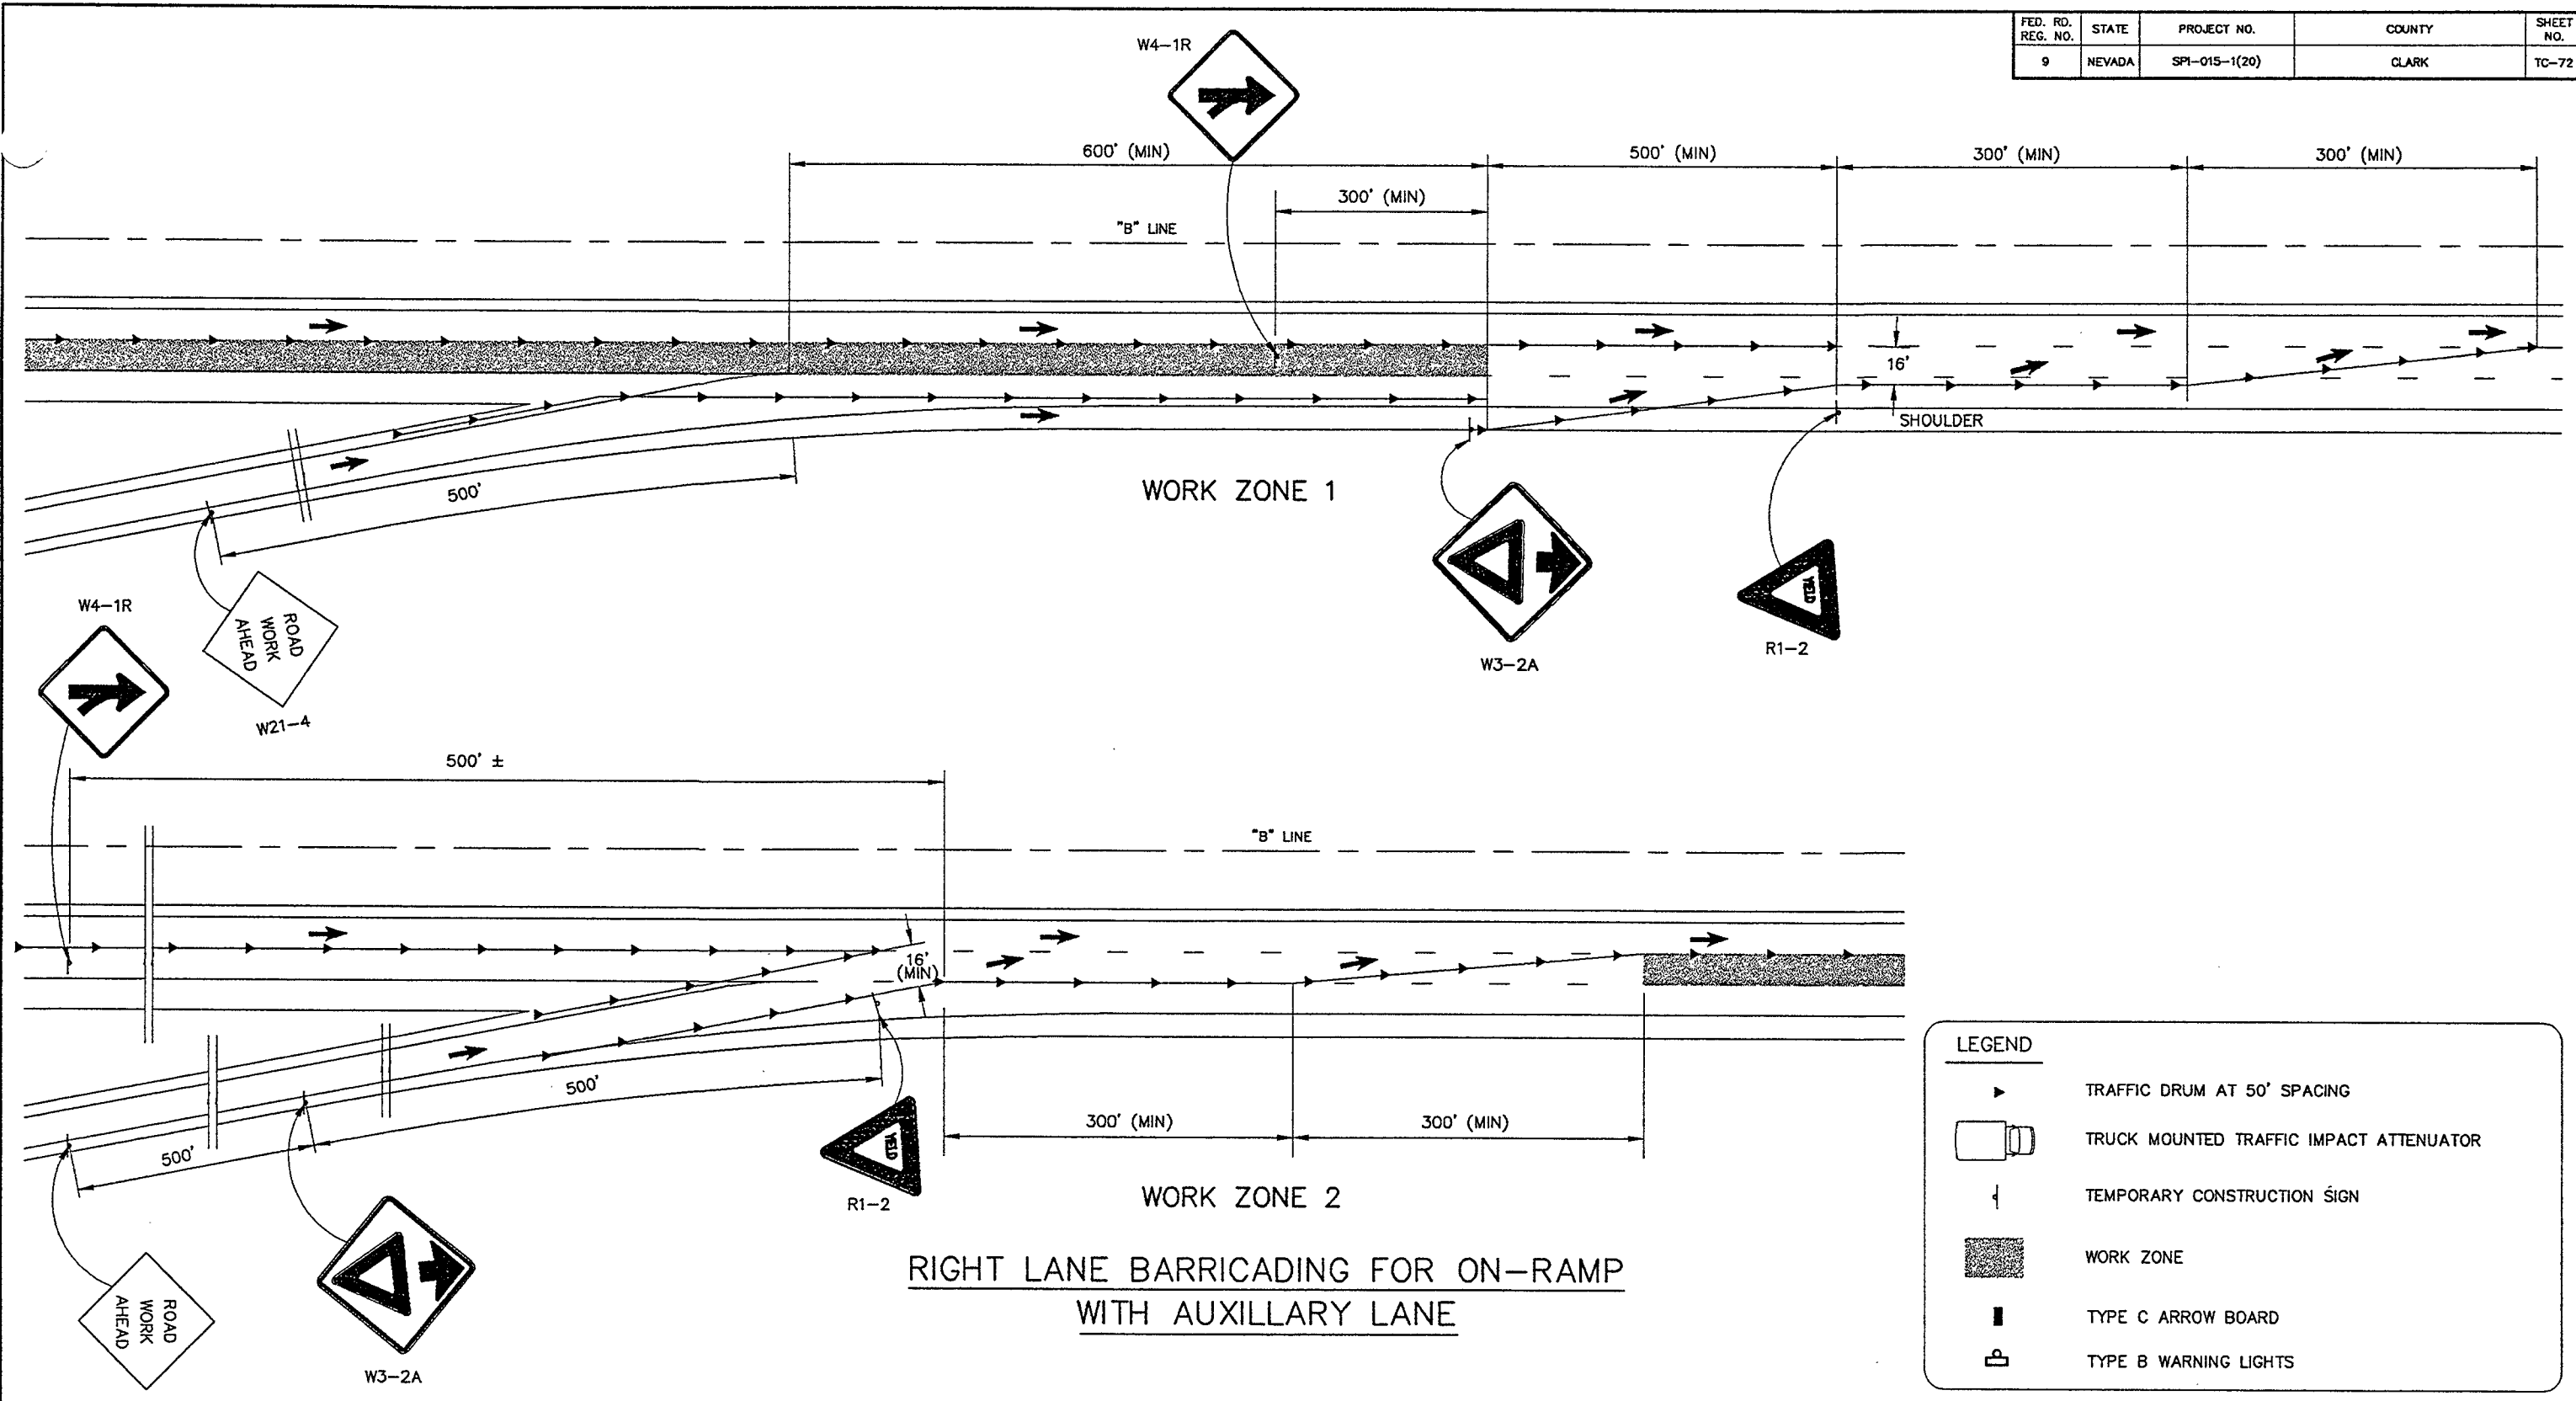 FED. RD. REG. NO. STATE PROJECT NO. COUNTY SHEET NO.
9 NEVADA SPI-015-1(20) CLARK TC-72
W4-1R
600' (MIN) 500' (MIN) 300' (MIN) 300' (MIN)
300' (MIN)
"B" LINE
16'
SHOULDER
500'
WORK ZONE 1
ROAD
WORK
AHEAD
W21-4
W3-2A
YIELD
R1-2
W4-1R
500' ±
"B" LINE
16'
(MIN)
500'
500'
300' (MIN) 300' (MIN)
YIELD
R1-2
WORK ZONE 2
ROAD
WORK
AHEAD
W3-2A
RIGHT LANE BARRICADING FOR ON-RAMP
WITH AUXILLARY LANE
LEGEND
TRAFFIC DRUM AT 50' SPACING
TRUCK MOUNTED TRAFFIC IMPACT ATTENUATOR
TEMPORARY CONSTRUCTION SIGN
WORK ZONE
TYPE C ARROW BOARD
TYPE B WARNING LIGHTS